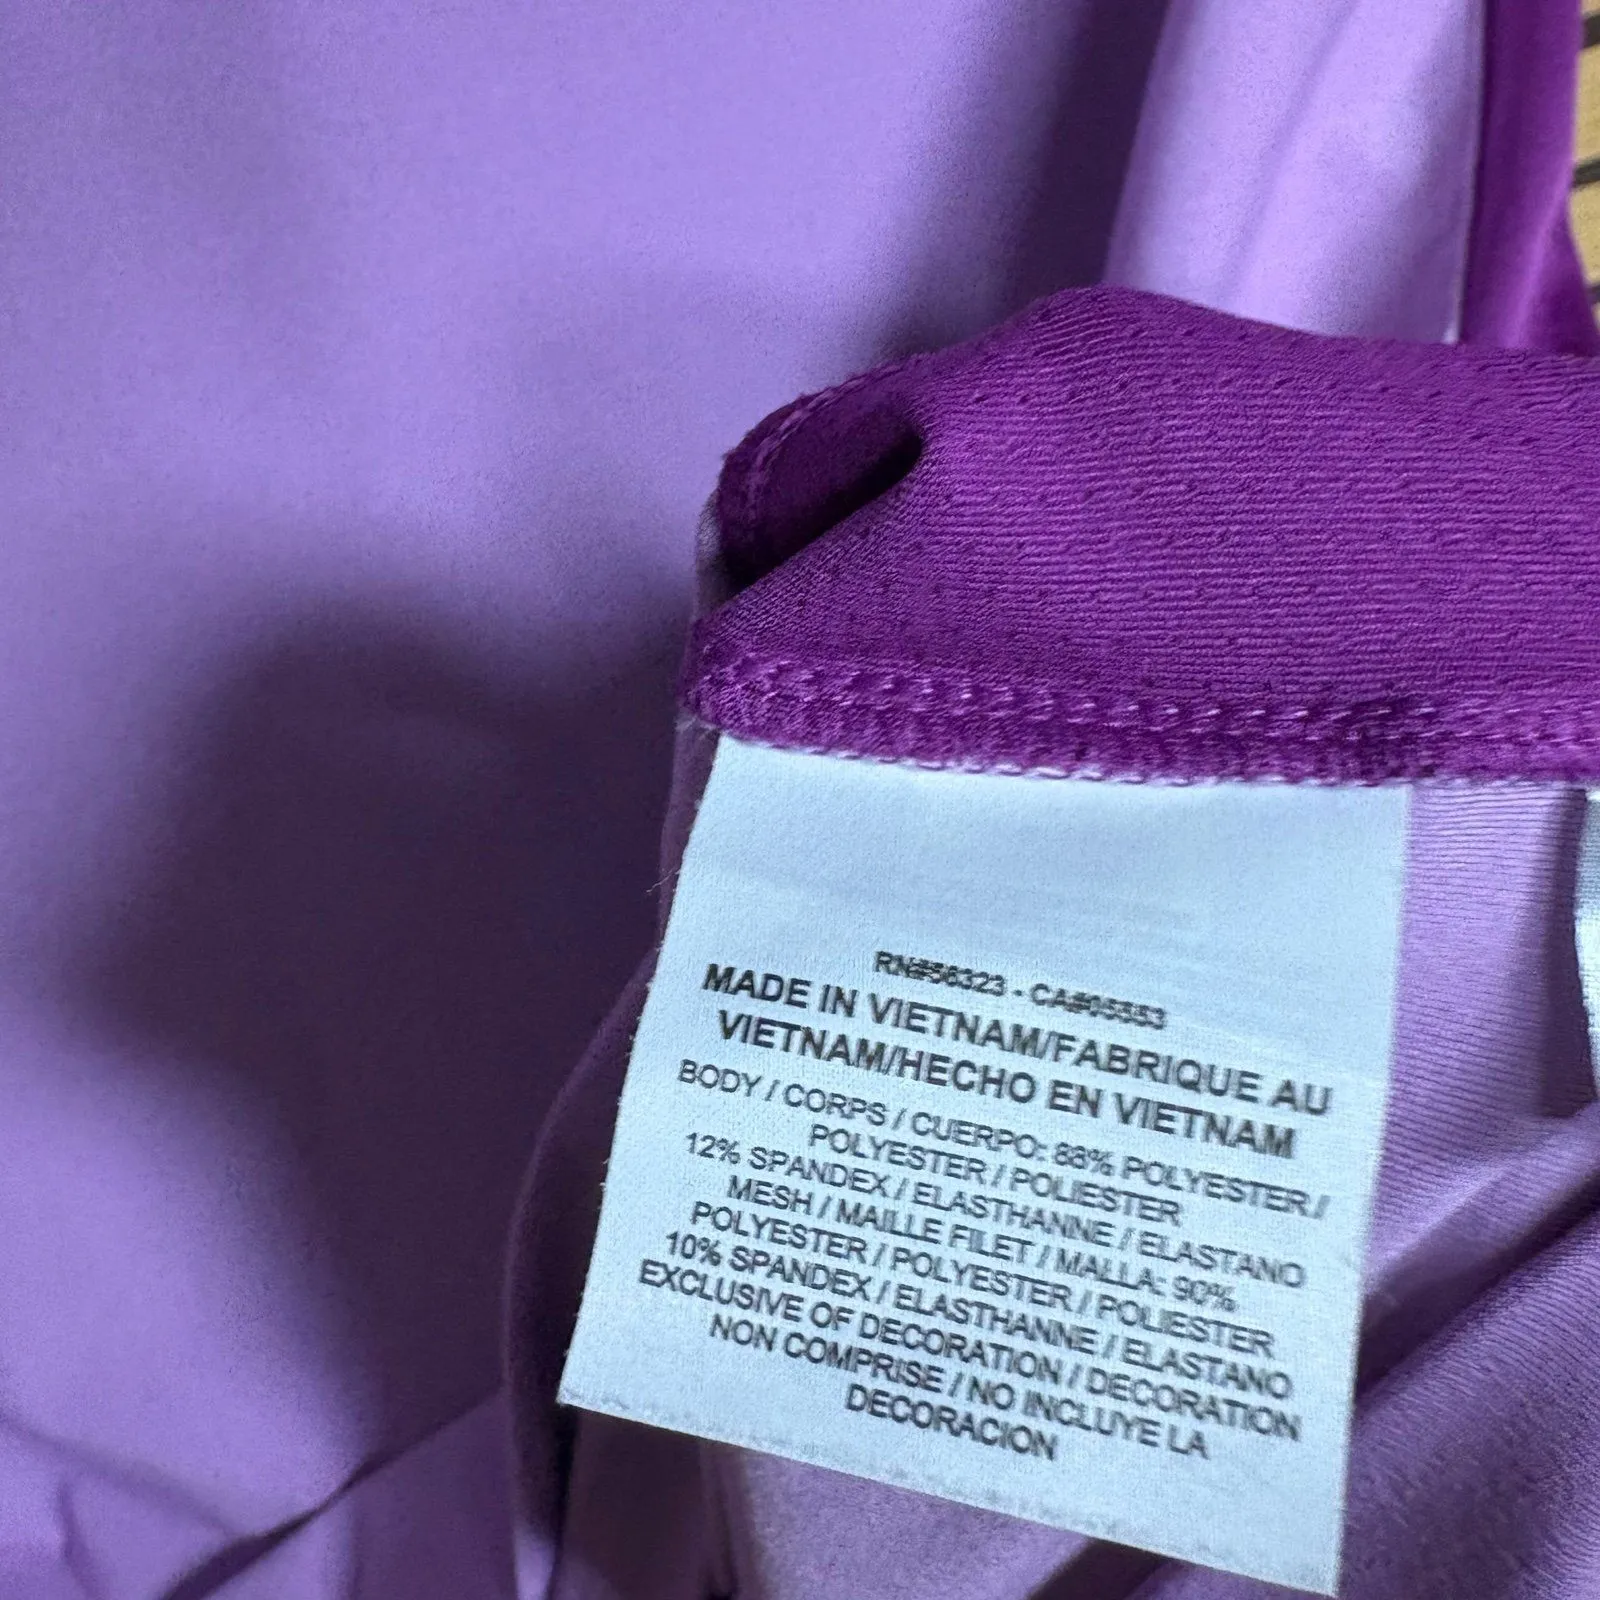 RN#56323 - CA#05553
MADE IN VIETNAM/FABRIQUE AU
VIETNAM/HECHO EN VIETNAM
BODY / CORPS / CUERPO: 88% POLYESTER /
POLYESTER / POLIESTER
12% SPANDEX / ELASTHANNE / ELASTANO
MESH / MAILLE FILET / MALLA: 90%
POLYESTER / POLYESTER / POLIESTER
10% SPANDEX / ELASTHANNE / ELASTANO
EXCLUSIVE OF DECORATION / DECORATION
NON COMPRISE / NO INCLUYE LA
DECORACION